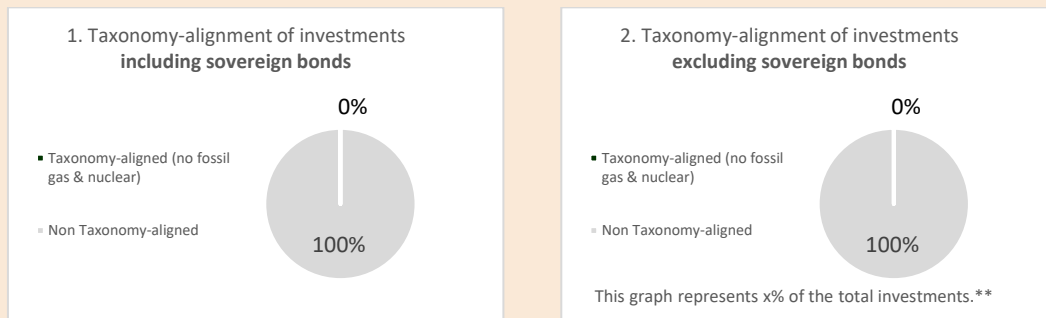 1. Taxonomy-alignment of investments
including sovereign bonds
0%
Taxonomy-aligned (no fossil
gas & nuclear)
Non Taxonomy-aligned
100%
2. Taxonomy-alignment of investments
excluding sovereign bonds
0%
Taxonomy-aligned (no fossil
gas & nuclear)
Non Taxonomy-aligned
100%
This graph represents x% of the total investments.**